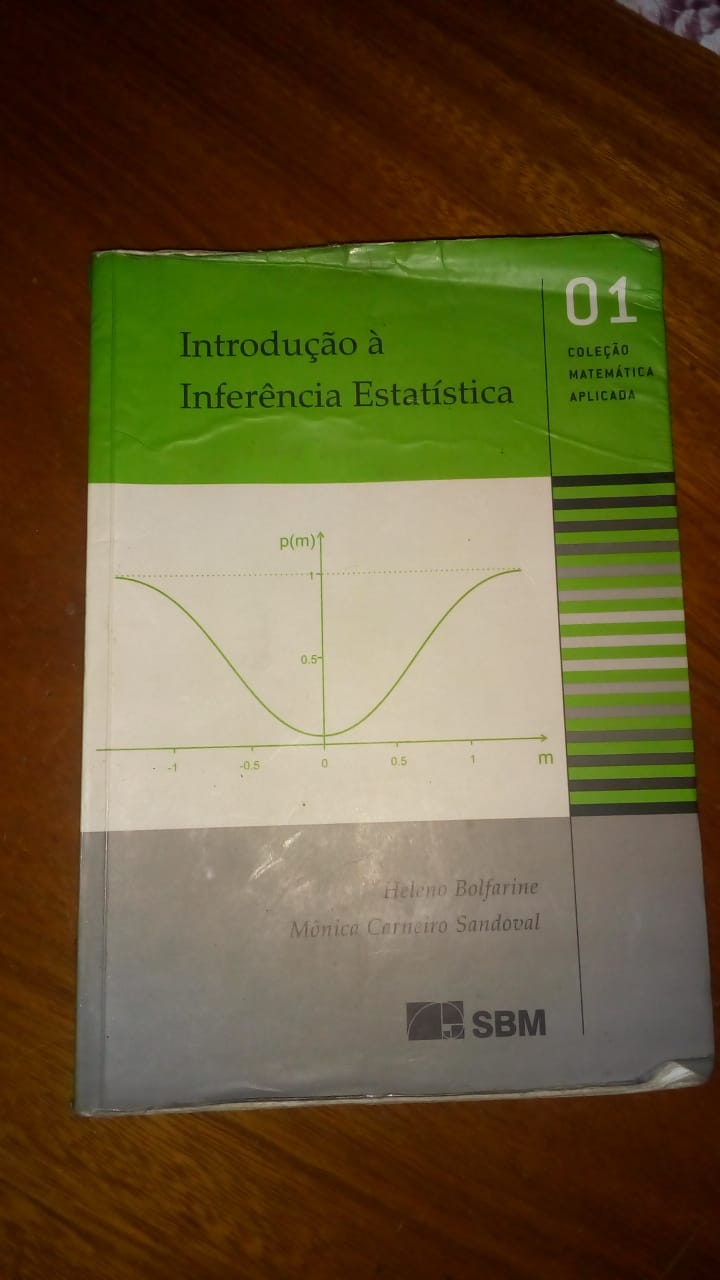 01
COLEÇÃO
MATEMÁTICA
APLICADA
Introdução à
Inferência Estatística
p(m)
1
0.5
-1
-0.5
0
0.5
1
m
Heleno Bolfarine
Mônica Carneiro Sandoval
SBM